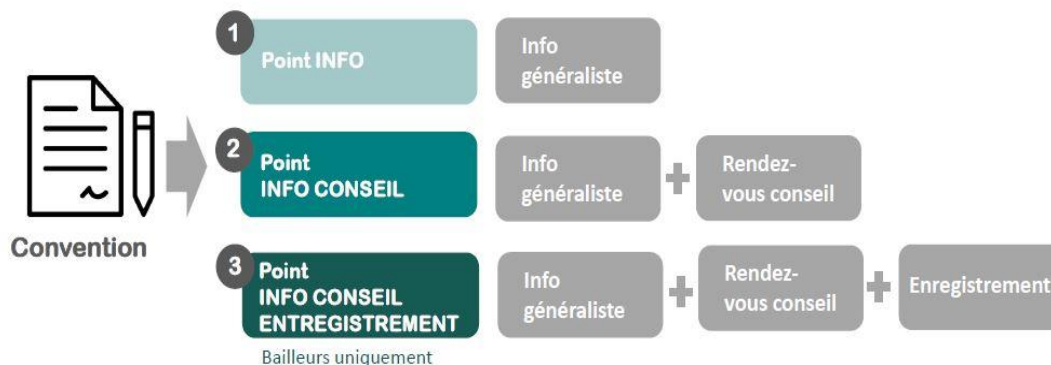 Convention
1
Point INFO
Info
généraliste
2
Point
INFO CONSEIL
Info
généraliste
+
Rendez-
vous conseil
3
Point
INFO CONSEIL
ENTREGISTREMENT
Info
généraliste
+
Rendez-
vous conseil
+
Enregistrement
Bailleurs uniquement